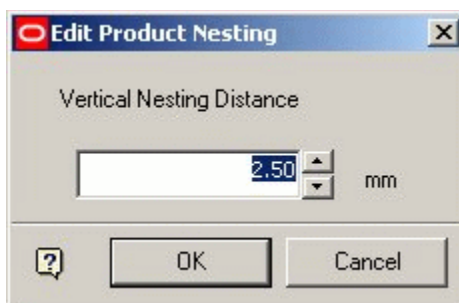 Edit Product Nesting
Vertical Nesting Distance
2.50 mm
OK Cancel